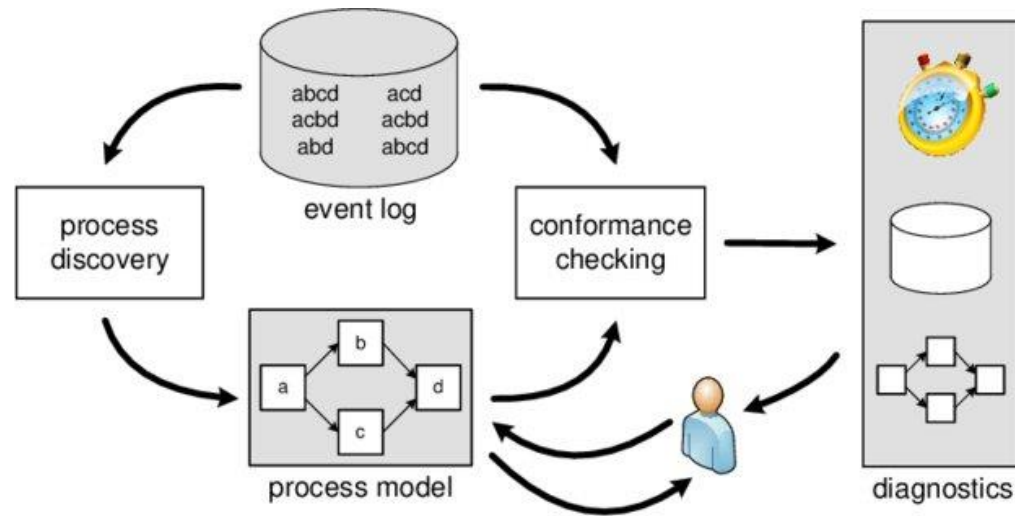 abcd acd
acbd acbd
abd abcd
event log
process
discovery
conformance
checking
b
a d
c
process model
diagnostics